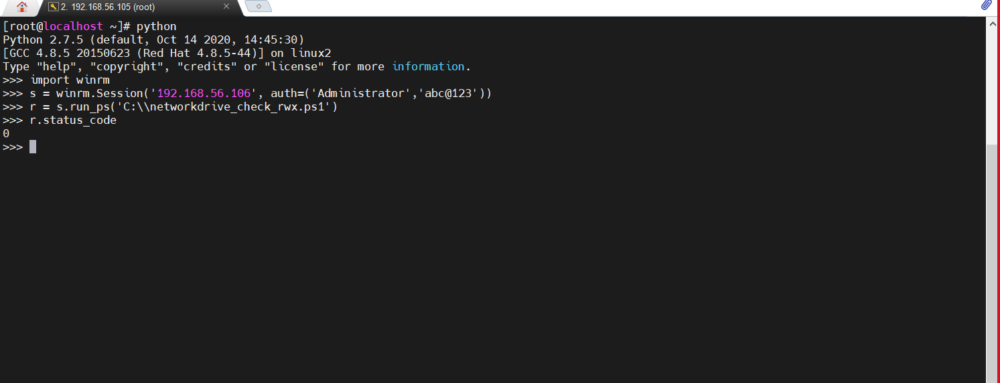 2. 192.168.56.105 (root)
[root@localhost ~]# python
Python 2.7.5 (default, Oct 14 2020, 14:45:30)
[GCC 4.8.5 20150623 (Red Hat 4.8.5-44)] on linux2
Type "help", "copyright", "credits" or "license" for more information.
>>> import winrm
>>> s = winrm.Session('192.168.56.106', auth=('Administrator','abc@123'))
>>> r = s.run_ps('C:\\networkdrive_check_rwx.ps1')
>>> r.status_code
0
>>>